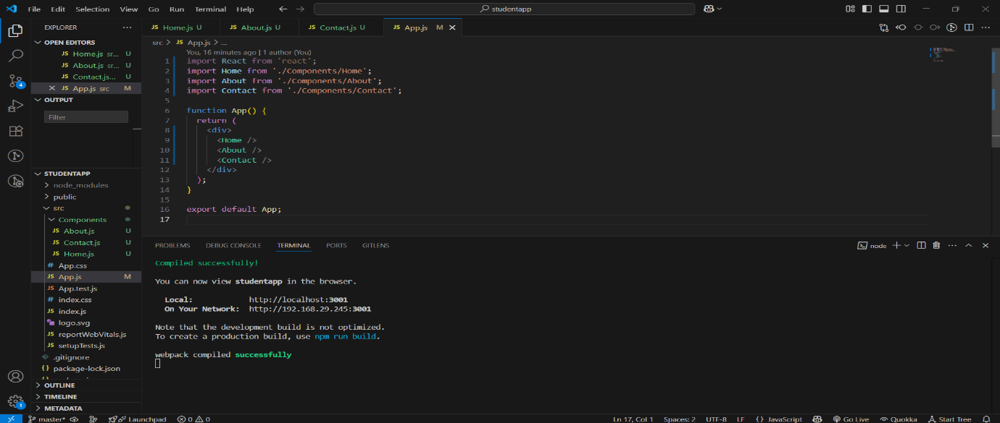 File Edit Selection View Go Run Terminal Help
studentapp
EXPLORER
OPEN EDITORS
JS Home.js sr... U
JS About.js sr... U
JS Contact.js... U
JS App.js src M
OUTPUT
Filter
STUDENTAPP
node_modules
public
src
Components
JS About.js U
JS Contact.js U
JS Home.js U
# App.css
JS App.js M
JS App.test.js
# index.css
JS index.js
logo.svg
JS reportWebVitals.js
JS setupTests.js
.gitignore
{} package-lock.json
OUTLINE
TIMELINE
METADATA
4
1
JS Home.js U JS About.js U JS Contact.js U JS App.js M
src > JS App.js > ...
You, 16 minutes ago | 1 author (You)
1 import React from 'react';
2 import Home from './Components/Home';
3 import About from './Components/About';
4 import Contact from './Components/Contact';
5
6 function App() {
7 return (
8 <div>
9 <Home />
10 <About />
11 <Contact />
12 </div>
13 );
14 }
15
16 export default App;
17
PROBLEMS DEBUG CONSOLE TERMINAL PORTS GITLENS
node
Compiled successfully!
You can now view studentapp in the browser.
Local: http://localhost:3001
On Your Network: http://192.168.29.245:3001
Note that the development build is not optimized.
To create a production build, use npm run build.
webpack compiled successfully
master* Launchpad 0 0 Ln 17, Col 1 Spaces: 2 UTF-8 LF {} JavaScript Go Live Quokka Start Tree